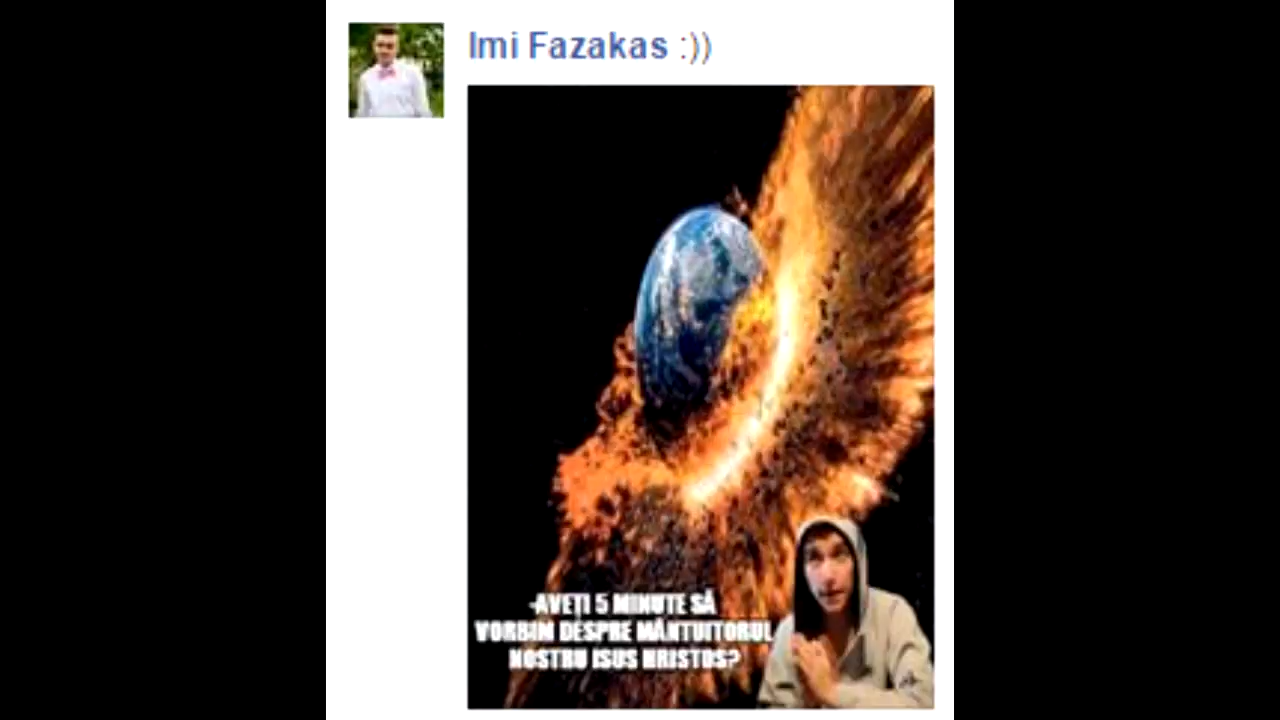 Imi Fazakas :))
-AVEȚI 5 MINUTE SĂ
VORBIM DESPRE MÂNTUITORUL
NOSTRU ISUS HRISTOS?